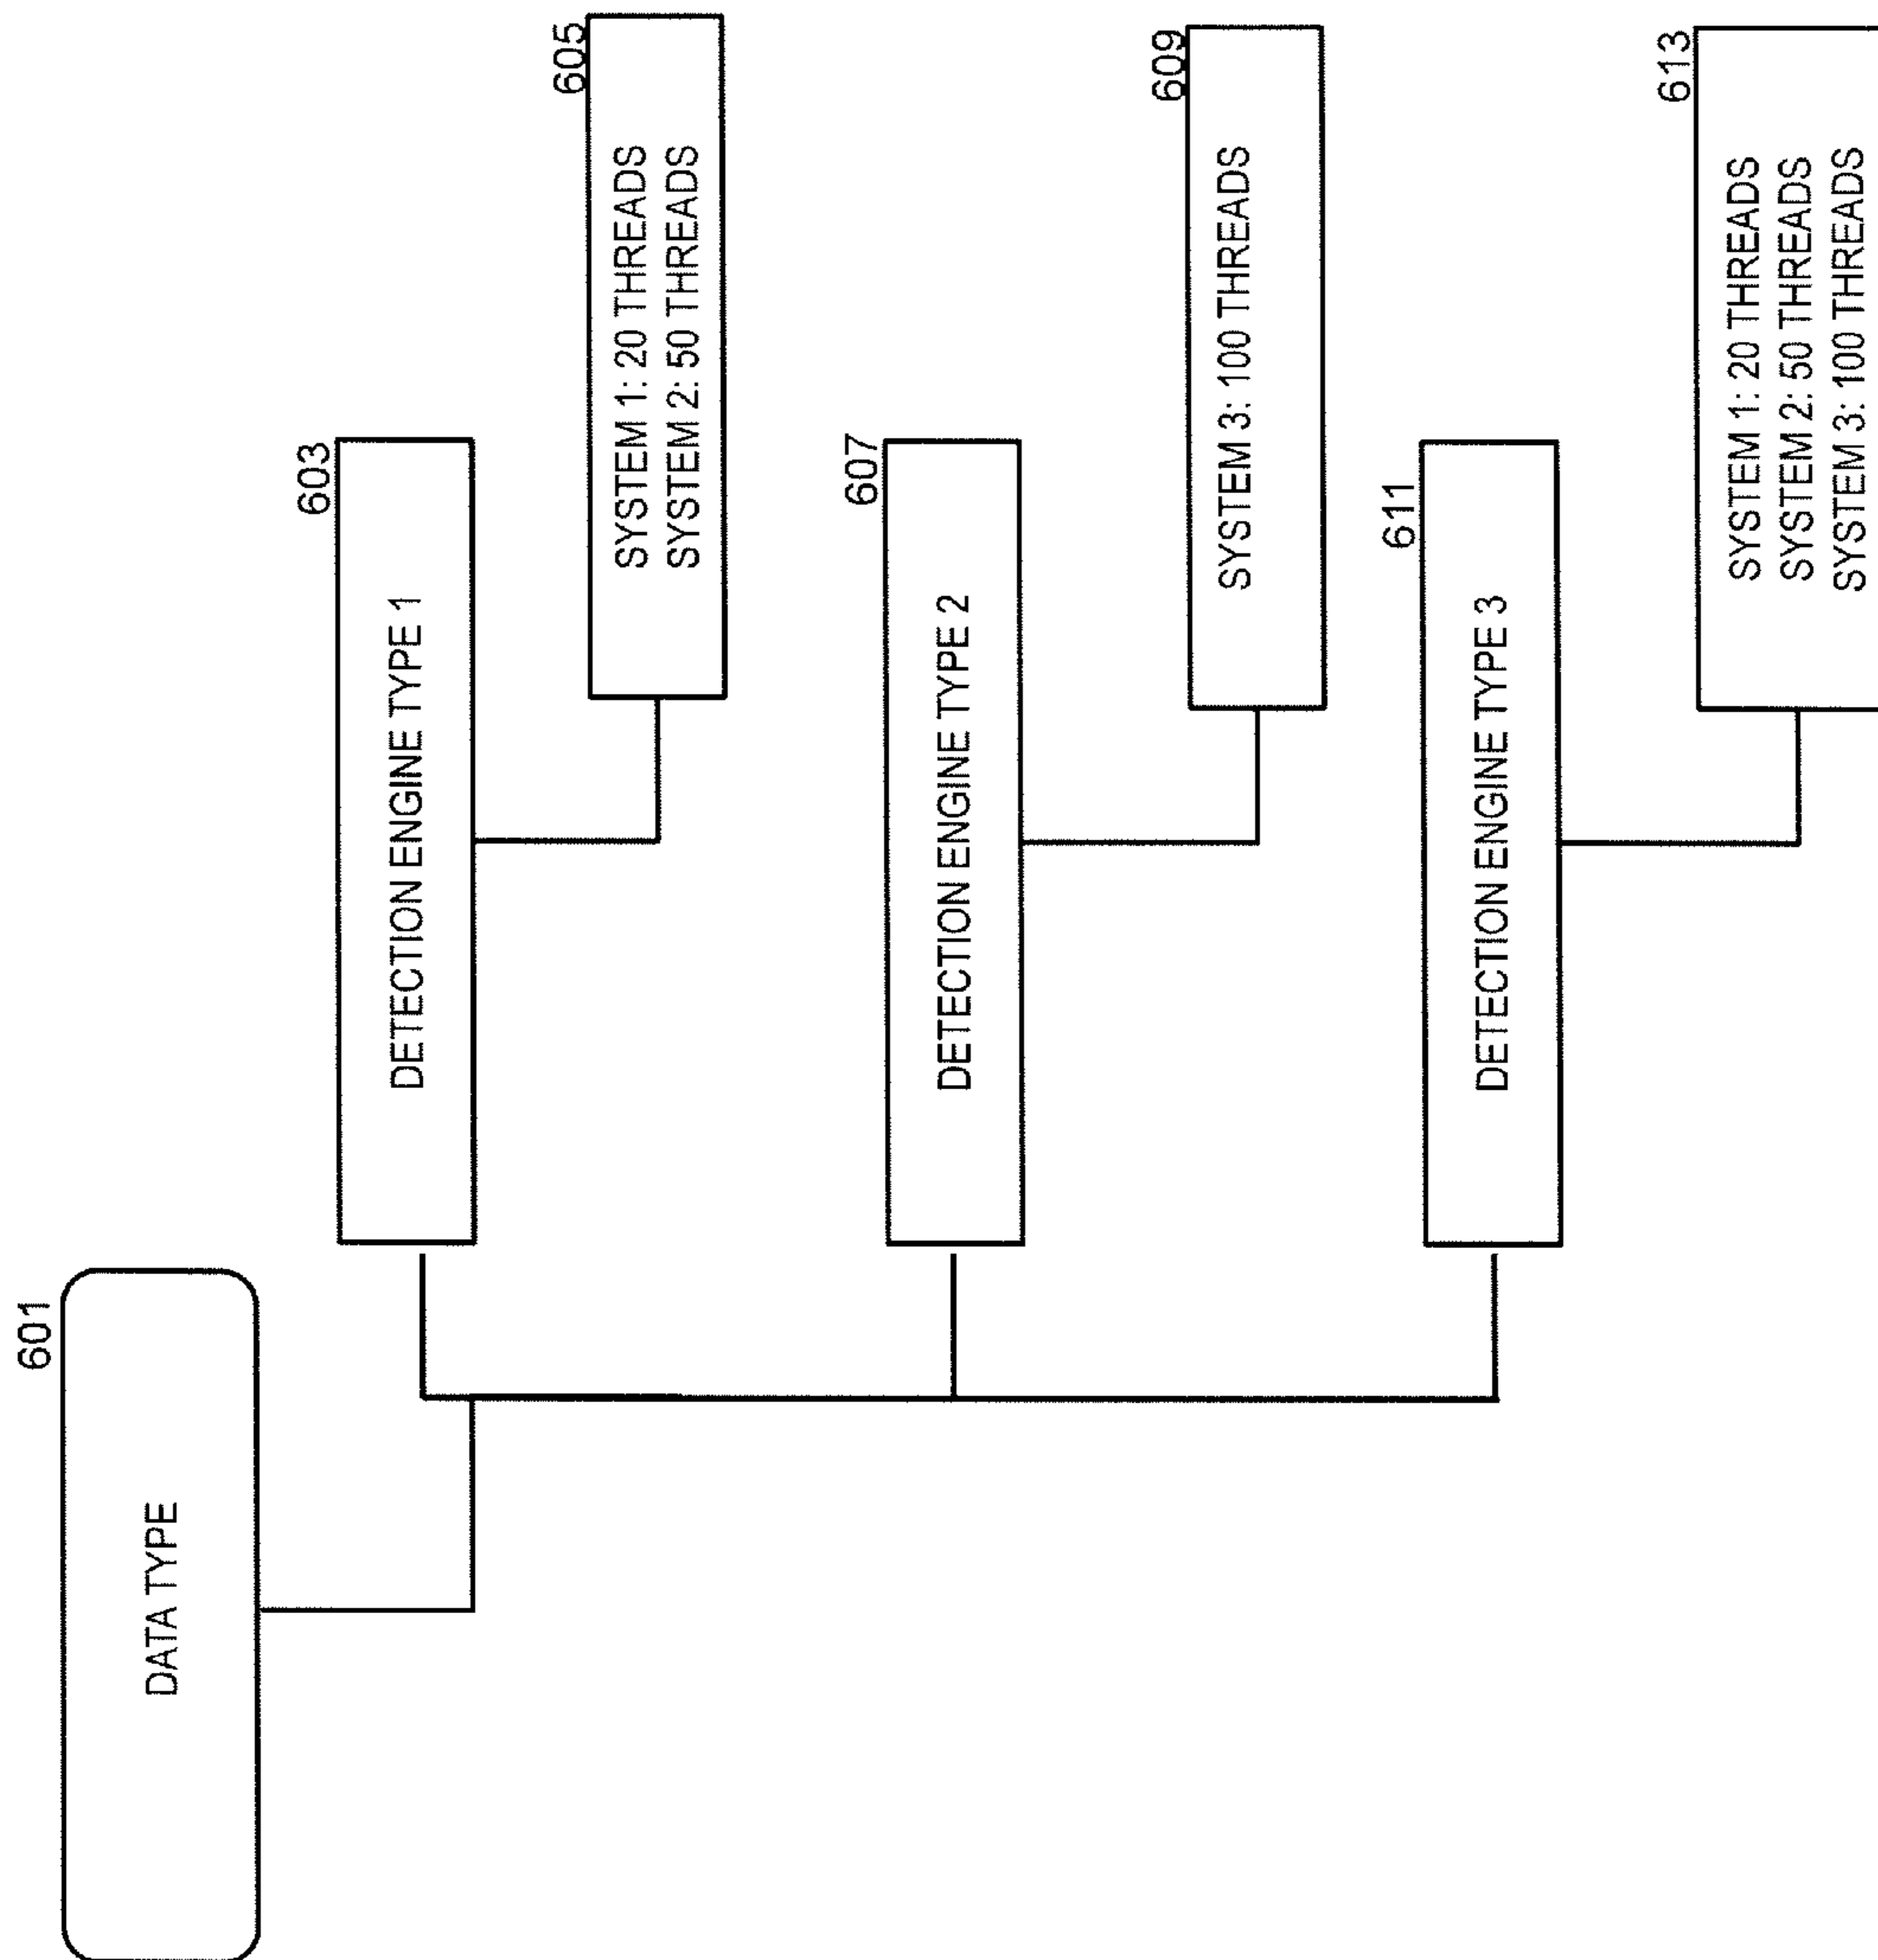 601
DATA TYPE
603
DETECTION ENGINE TYPE 1
605
SYSTEM 1: 20 THREADS
SYSTEM 2: 50 THREADS
607
DETECTION ENGINE TYPE 2
609
SYSTEM 3: 100 THREADS
611
DETECTION ENGINE TYPE 3
613
SYSTEM 1: 20 THREADS
SYSTEM 2: 50 THREADS
SYSTEM 3: 100 THREADS